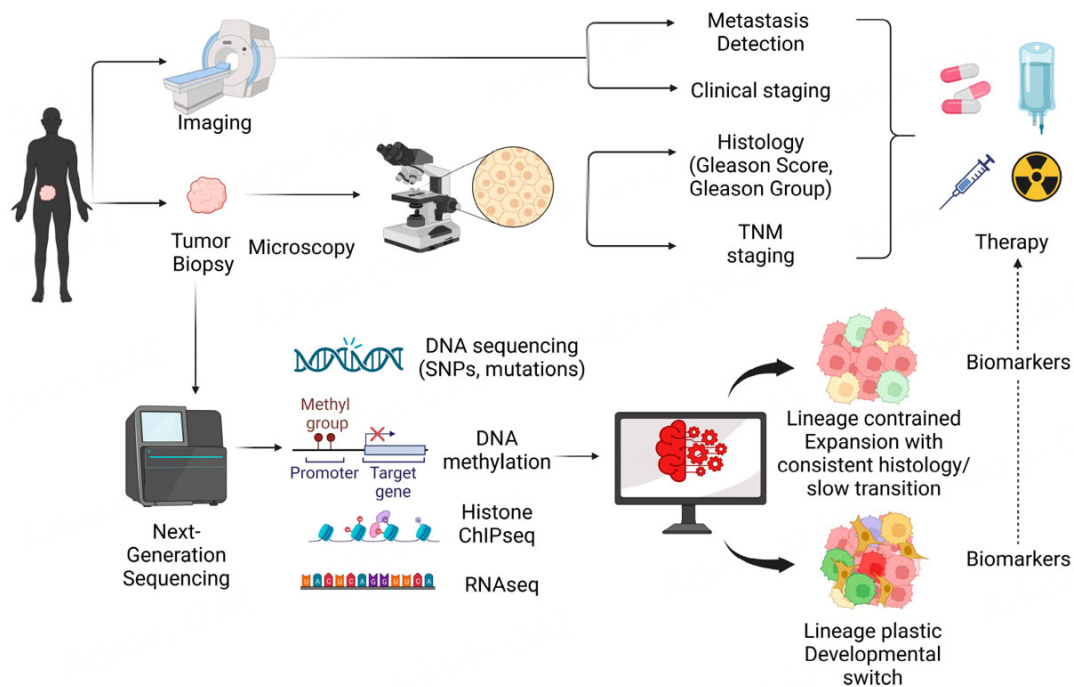 Metastasis
Detection
Imaging
Clinical staging
Histology
(Gleason Score,
Gleason Group)
Tumor
Biopsy
Microscopy
TNM
staging
Therapy
DNA sequencing
(SNPs, mutations)
Methyl
group
Promoter
Target
gene
DNA
methylation
Histone
ChIPseq
U A C U C A G G U U C A
RNAseq
Next-
Generation
Sequencing
Biomarkers
Lineage contrained
Expansion with
consistent histology/
slow transition
Biomarkers
Lineage plastic
Developmental
switch